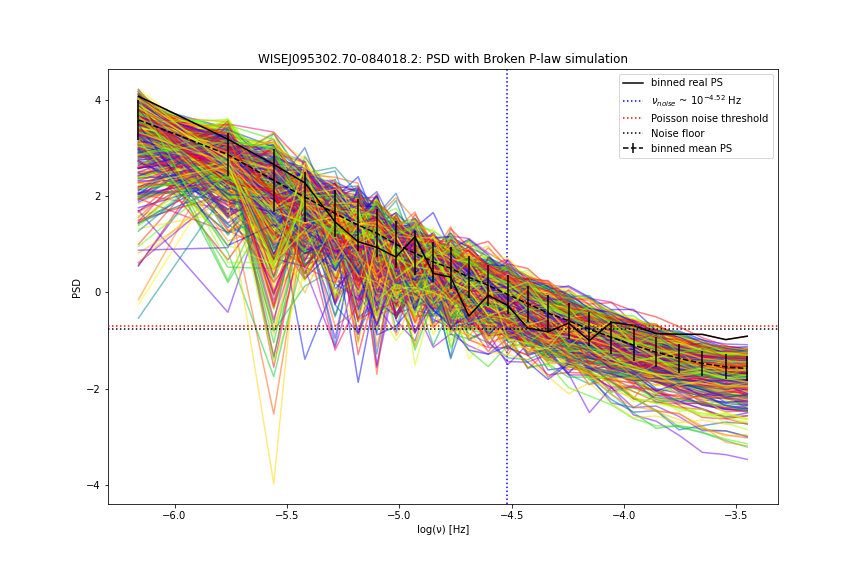 WISEJ095302.70-084018.2: PSD with Broken P-law simulation
binned real PS
ν_noise ~ 10^−4.52 Hz
Poisson noise threshold
Noise floor
binned mean PS
PSD
4
2
0
−2
−4
−6.0 −5.5 −5.0 −4.5 −4.0 −3.5
log(ν) [Hz]